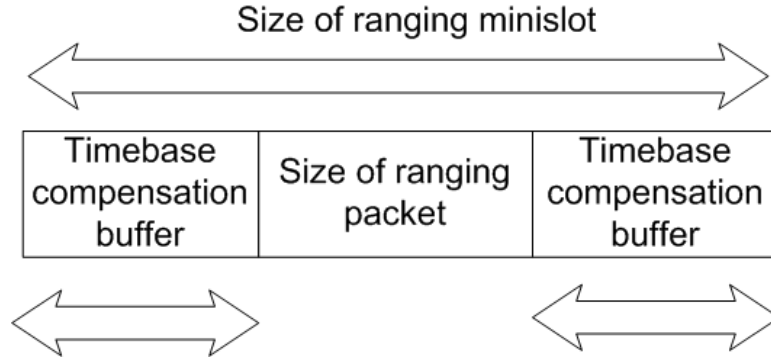 Size of ranging minislot
Timebase
compensation
buffer
Size of ranging
packet
Timebase
compensation
buffer